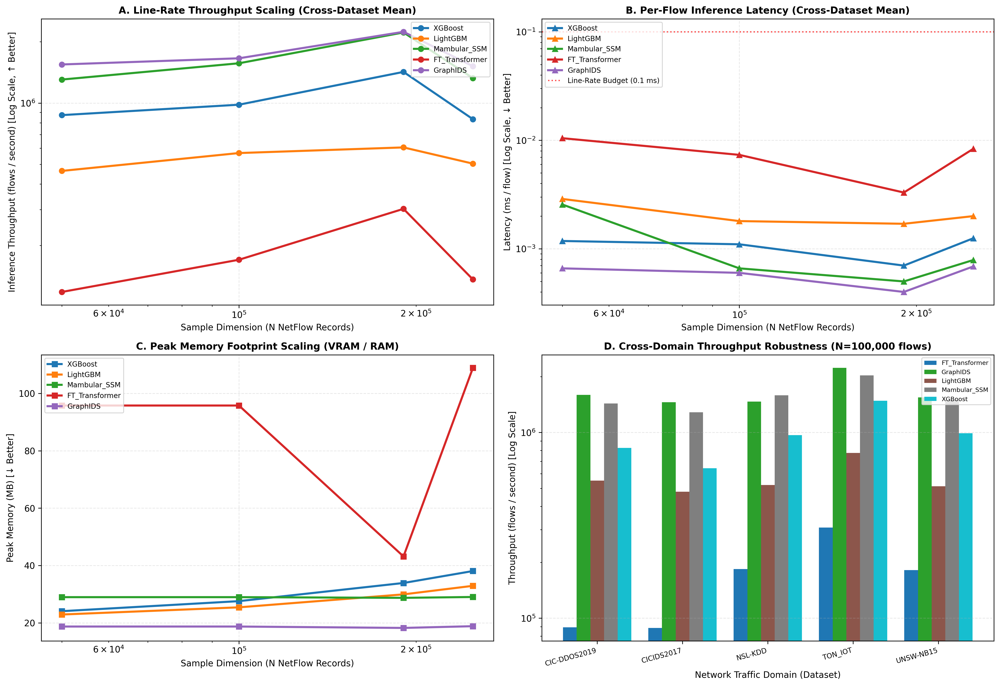 A. Line-Rate Throughput Scaling (Cross-Dataset Mean)
Inference Throughput (flows / second) [Log Scale, ↑ Better]
10⁶
XGBoost
LightGBM
Mambular_SSM
FT_Transformer
GraphIDS
6 × 10⁴
10⁵
2 × 10⁵
Sample Dimension (N NetFlow Records)
B. Per-Flow Inference Latency (Cross-Dataset Mean)
Latency (ms / flow) [Log Scale, ↓ Better]
10⁻¹
10⁻²
10⁻³
XGBoost
LightGBM
Mambular_SSM
FT_Transformer
GraphIDS
Line-Rate Budget (0.1 ms)
6 × 10⁴
10⁵
2 × 10⁵
Sample Dimension (N NetFlow Records)
C. Peak Memory Footprint Scaling (VRAM / RAM)
Peak Memory (MB) [↓ Better]
100
80
60
40
20
XGBoost
LightGBM
Mambular_SSM
FT_Transformer
GraphIDS
6 × 10⁴
10⁵
2 × 10⁵
Sample Dimension (N NetFlow Records)
D. Cross-Domain Throughput Robustness (N=100,000 flows)
Throughput (flows / second) [Log Scale]
10⁶
10⁵
FT_Transformer
GraphIDS
LightGBM
Mambular_SSM
XGBoost
CIC-DDOS2019
CICIDS2017
NSL-KDD
TON_IOT
UNSW-NB15
Network Traffic Domain (Dataset)